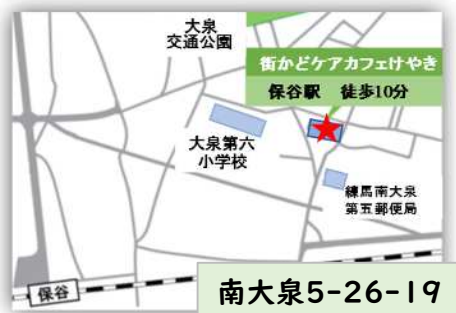 大泉
交通公園
街かどケアカフェけやき
保谷駅 徒歩10分
大泉第六
小学校
練馬南大泉
第五郵便局
保谷
南大泉5-26-19